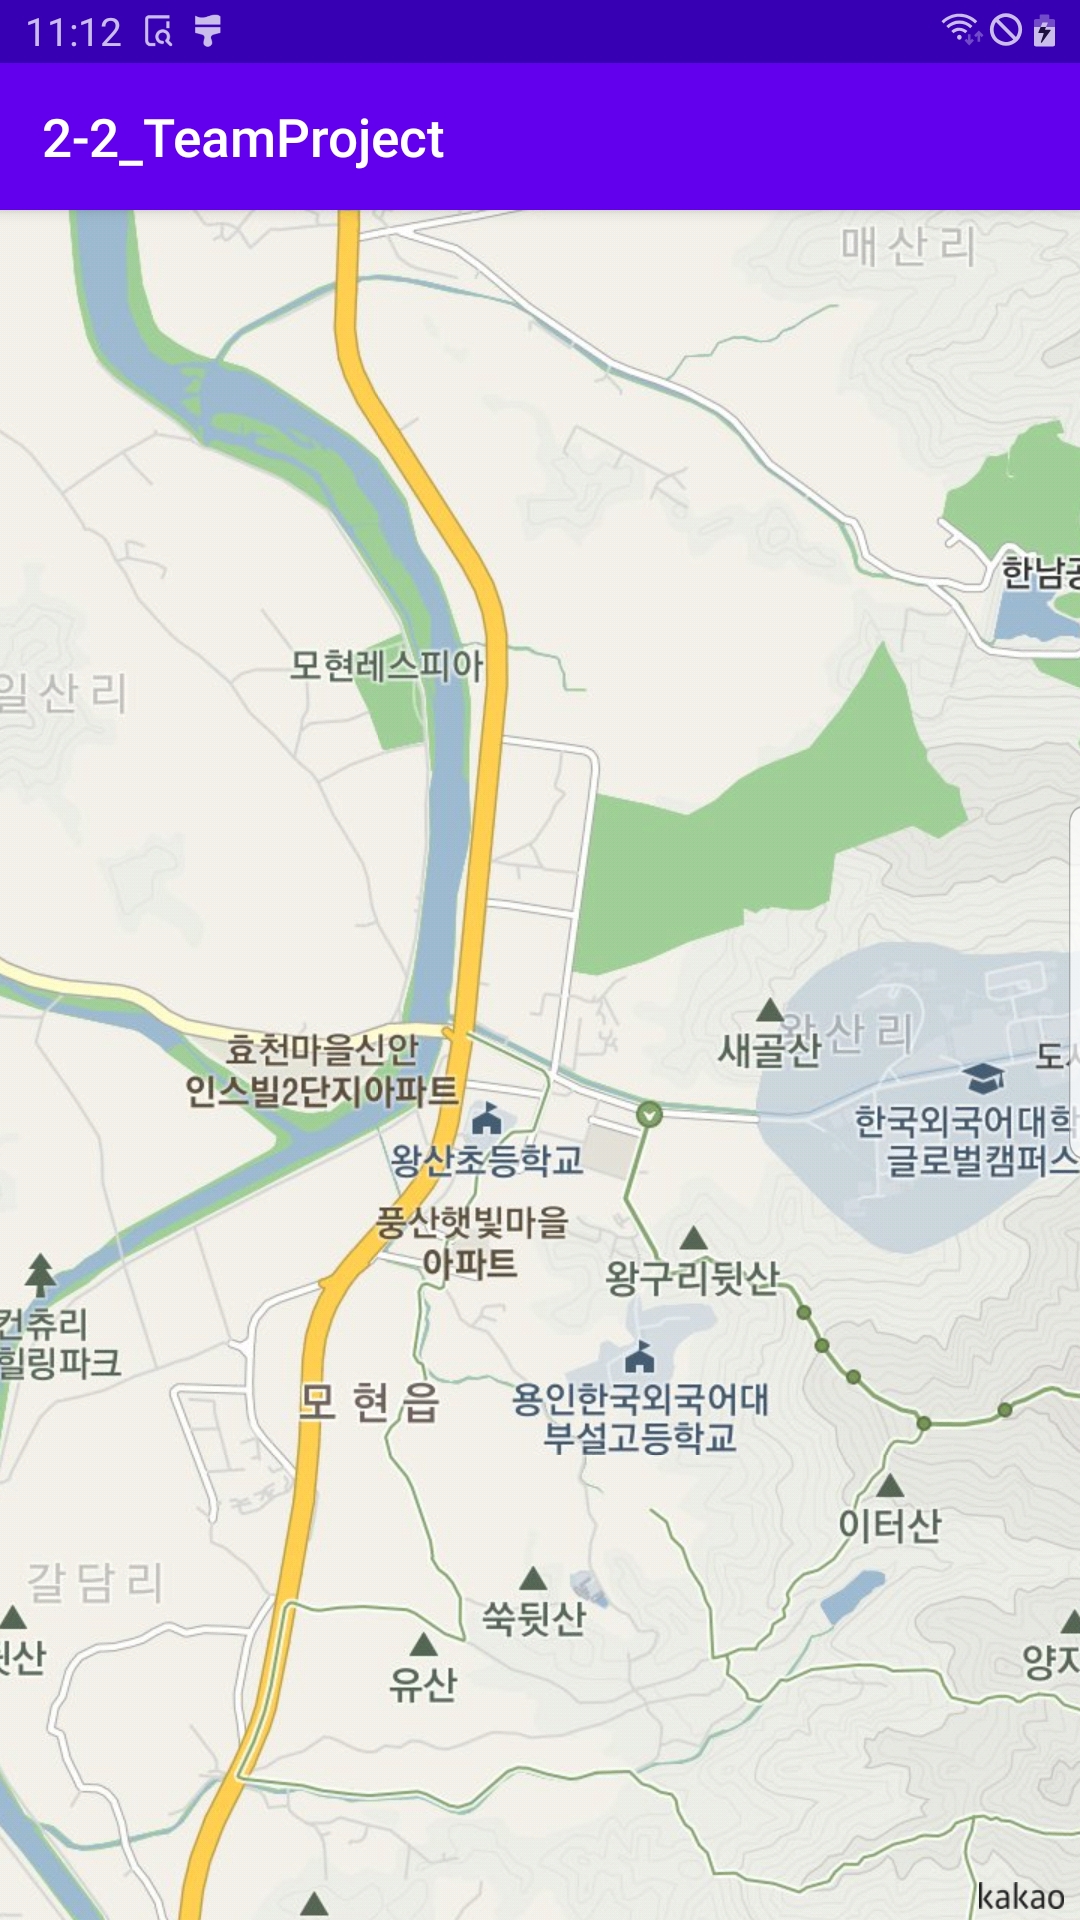 11:12
2-2_TeamProject
매산리
한남공
모현레스피아
일산리
새골산
왕산리
효천마을신안
인스빌2단지아파트
도
한국외국어대학
글로벌캠퍼스
왕산초등학교
풍산햇빛마을
아파트
왕구리뒷산
컨츄리
힐링파크
모현읍
용인한국외국어대
부설고등학교
이터산
갈담리
쑥뒷산
뒷산
유산
양지
kakao